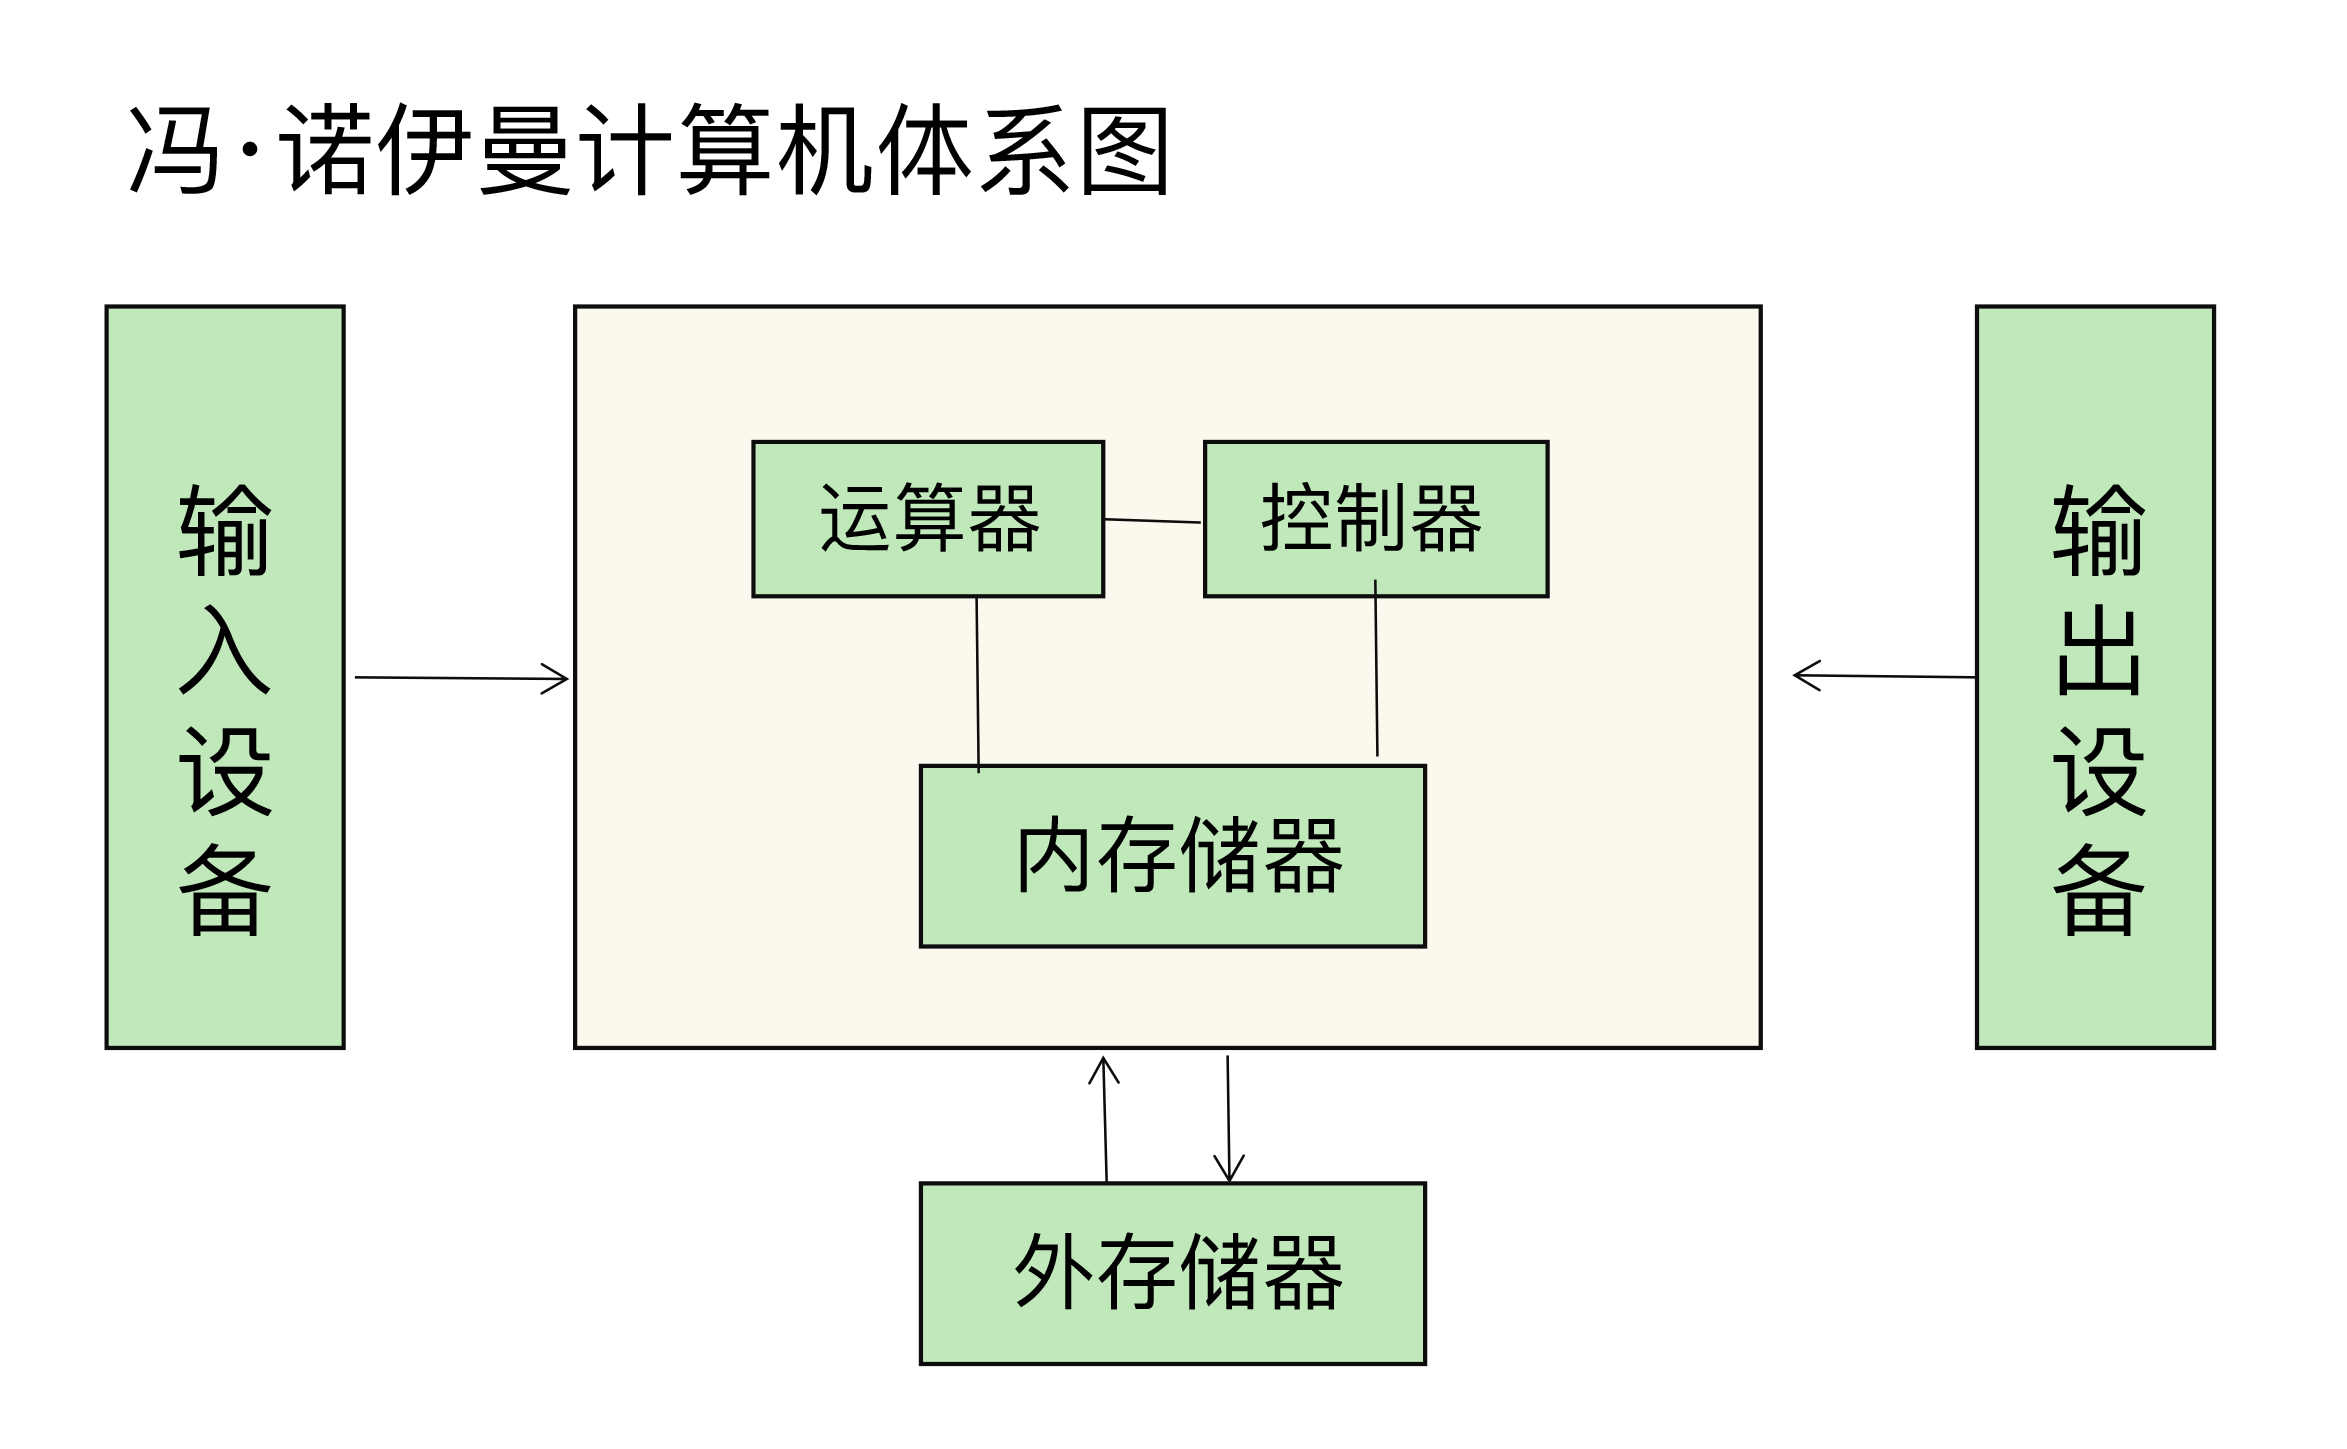 冯·诺伊曼计算机体系图
输
入
设
备
运算器
控制器
内存储器
输
出
设
备
外存储器